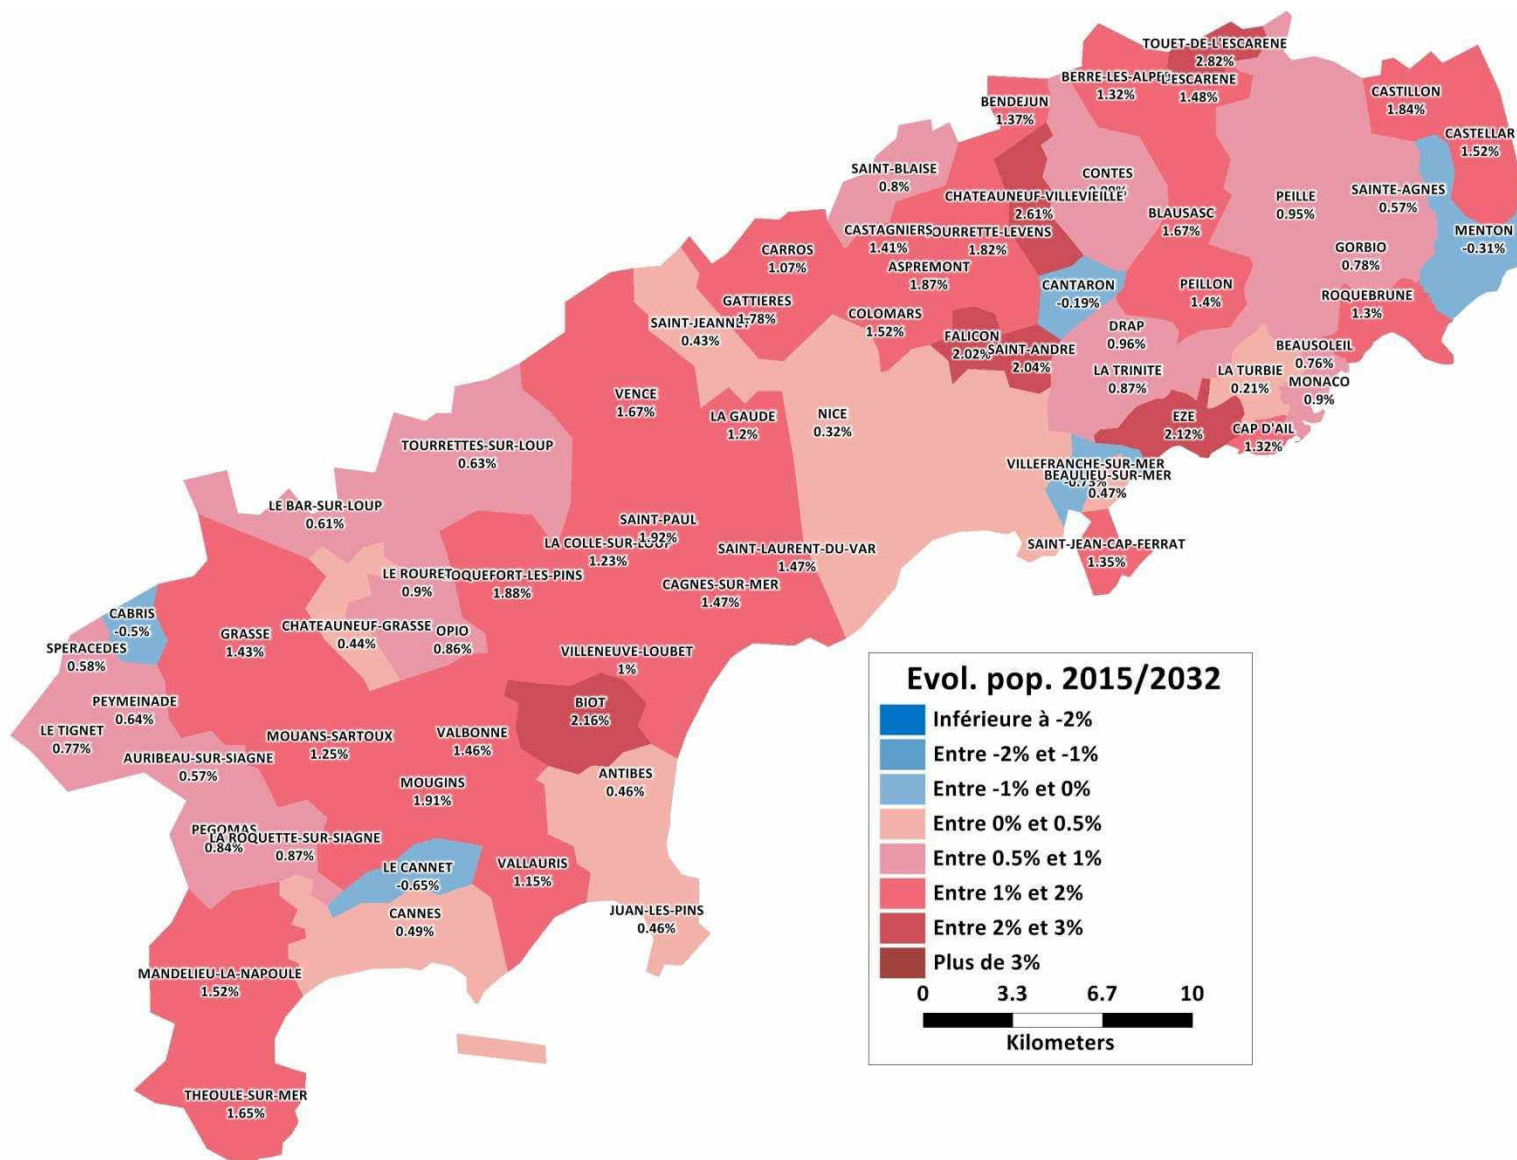 TOUET-DE-L'ESCARENE
2.82%
BERRE-LES-ALPES
1.32%
L'ESCARENE
1.48%
BENDEJUN
1.37%
CASTILLON
1.84%
CASTELLAR
1.52%
SAINT-BLAISE
0.8%
CONTES
CHATEAUNEUF-VILLEVIEILLE
2.61%
PEILLE
0.95%
SAINTE-AGNES
0.57%
BLAUSASC
1.67%
MENTON
-0.31%
CASTAGNIERS
1.41%
OURRETTE-LEVENS
1.82%
CARROS
1.07%
GORBIO
0.78%
ASPREMONT
1.87%
CANTARON
-0.19%
PEILLON
1.4%
ROQUEBRUNE
1.3%
GATTIERES
1.78%
COLOMARS
1.52%
SAINT-JEANNET
0.43%
DRAP
0.96%
FALICON
2.02%
SAINT-ANDRE
2.04%
BEAUSOLEIL
0.76%
LA TRINITE
0.87%
LA TURBIE
0.21%
MONACO
0.9%
VENCE
1.67%
LA GAUDE
1.2%
NICE
0.32%
EZE
2.12%
CAP D'AIL
1.32%
TOURRETTES-SUR-LOUP
0.63%
VILLEFRANCHE-SUR-MER
-0.73%
BEAULIEU-SUR-MER
0.47%
LE BAR-SUR-LOUP
0.61%
SAINT-PAUL
1.92%
LA COLLE-SUR-LOUP
1.23%
SAINT-LAURENT-DU-VAR
1.47%
SAINT-JEAN-CAP-FERRAT
1.35%
LE ROURET
0.9%
OQUEFORT-LES-PINS
1.88%
CAGNES-SUR-MER
1.47%
CABRIS
-0.5%
GRASSE
1.43%
CHATEAUNEUF-GRASSE
0.44%
OPIO
0.86%
SPERACEDES
0.58%
VILLENEUVE-LOUBET
1%
PEYMEINADE
0.64%
BIOT
2.16%
LE TIGNET
0.77%
MOUANS-SARTOUX
1.25%
VALBONNE
1.46%
AURIBEAU-SUR-SIAGNE
0.57%
ANTIBES
0.46%
MOUGINS
1.91%
PEGOMAS
0.84%
LA ROQUETTE-SUR-SIAGNE
0.87%
LE CANNET
-0.65%
VALLAURIS
1.15%
CANNES
0.49%
JUAN-LES-PINS
0.46%
MANDELIEU-LA-NAPOULE
1.52%
THEOULE-SUR-MER
1.65%
Evol. pop. 2015/2032
Inférieure à -2%
Entre -2% et -1%
Entre -1% et 0%
Entre 0% et 0.5%
Entre 0.5% et 1%
Entre 1% et 2%
Entre 2% et 3%
Plus de 3%
0 3.3 6.7 10
Kilometers